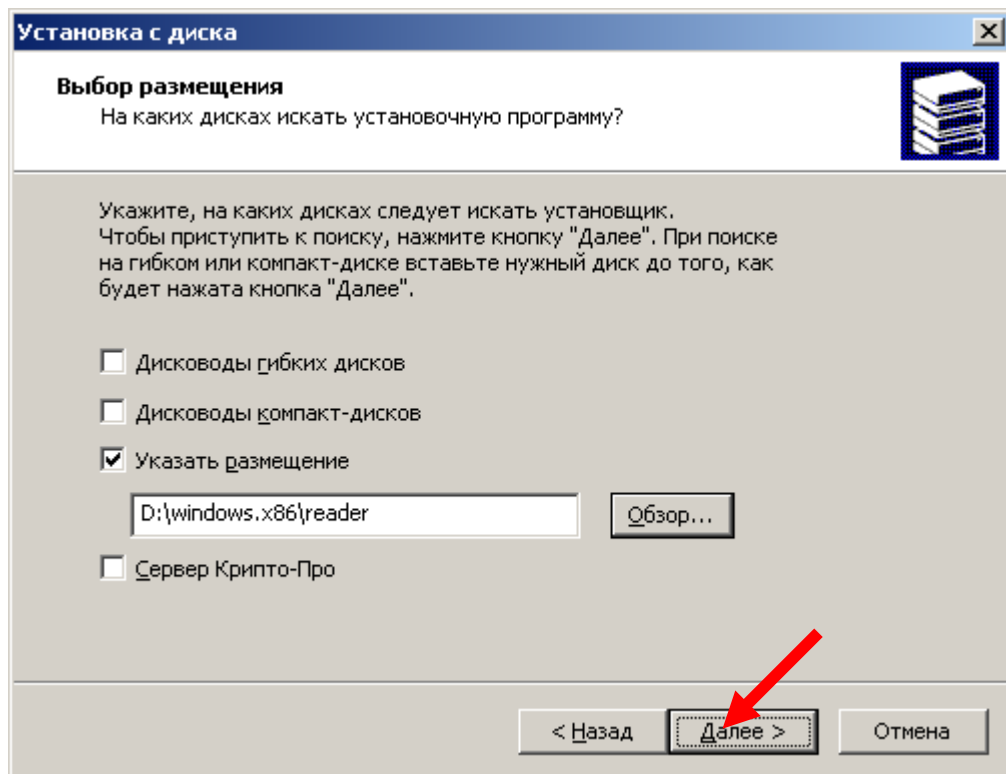 Установка с диска
Выбор размещения
На каких дисках искать установочную программу?
Укажите, на каких дисках следует искать установщик.
Чтобы приступить к поиску, нажмите кнопку "Далее". При поиске
на гибком или компакт-диске вставьте нужный диск до того, как
будет нажата кнопка "Далее".
Дисководы гибких дисков
Дисководы компакт-дисков
Указать размещение
D:\windows.x86\reader
Обзор...
Сервер Крипто-Про
< Назад
Далее >
Отмена